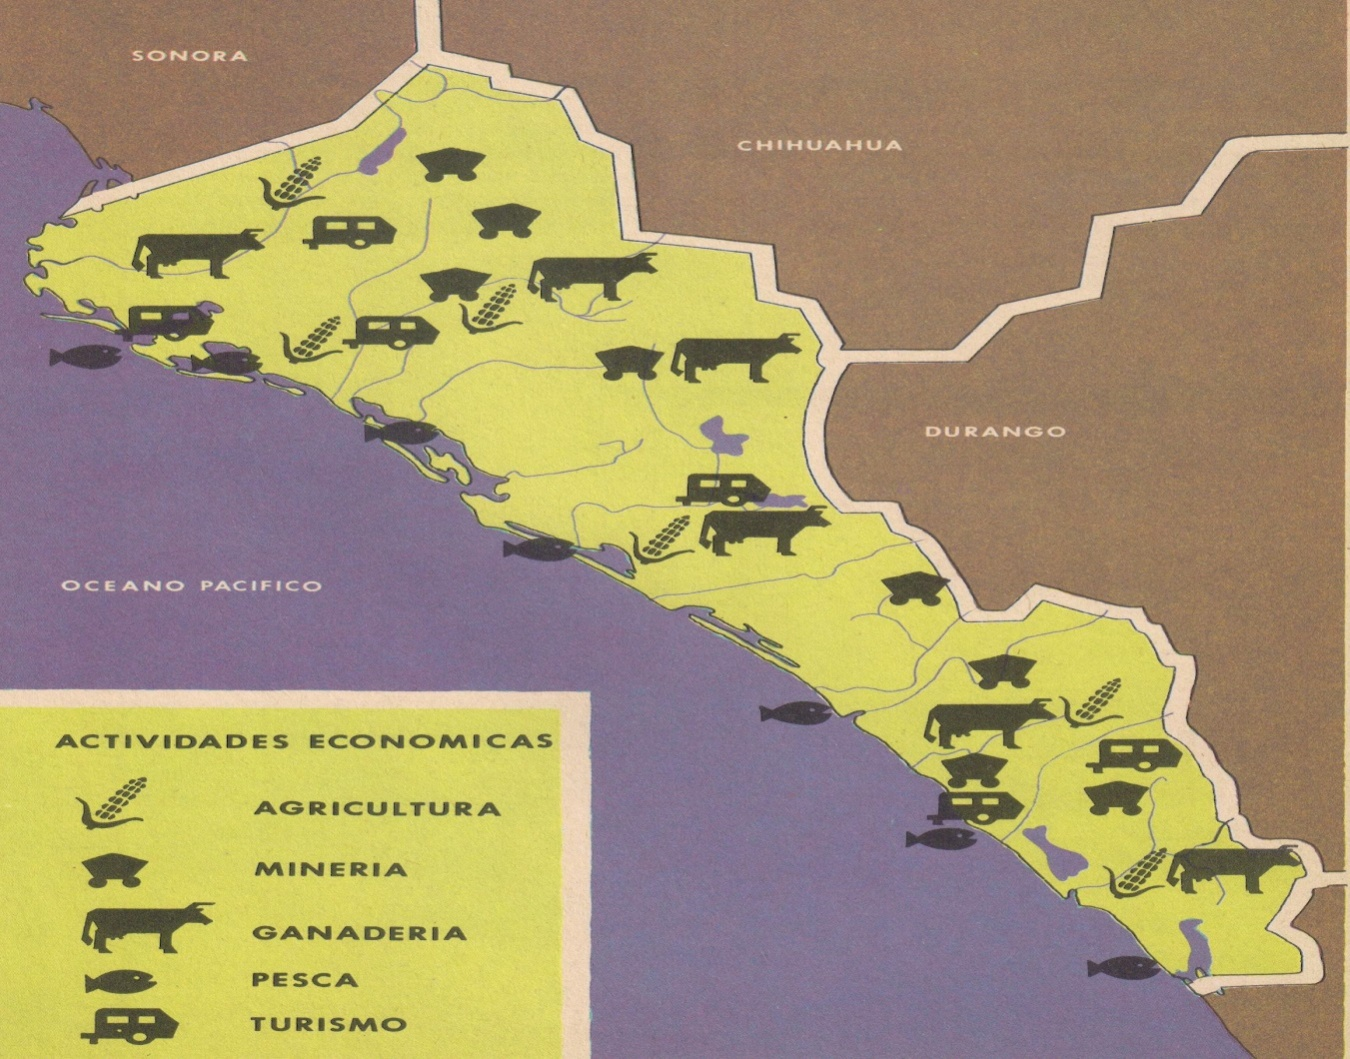 SONORA
CHIHUAHUA
DURANGO
OCEANO PACIFICO
ACTIVIDADES ECONOMICAS
AGRICULTURA
MINERIA
GANADERIA
PESCA
TURISMO